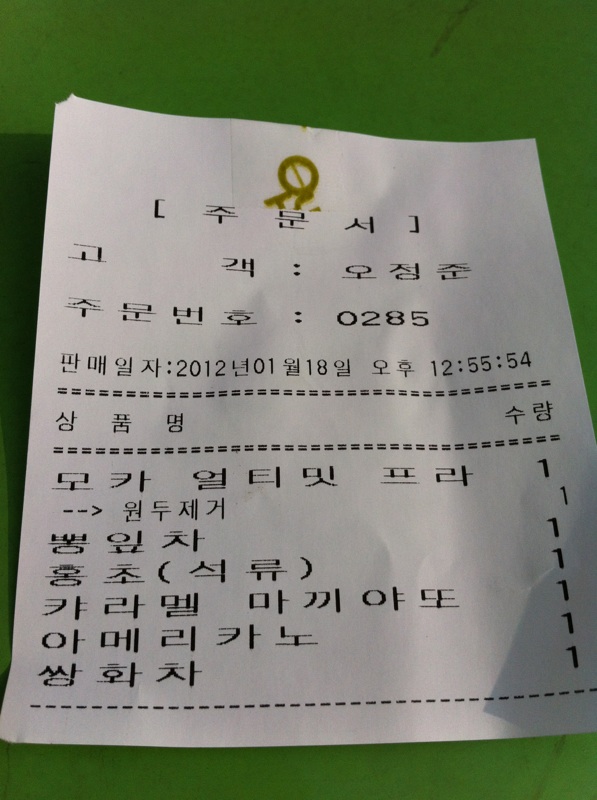 [ 주 문 서 ]
고 객 : 오정준
주문번호 : 0285
판매일자:2012년01월18일 오후 12:55:54
상 품 명 수량
모카 얼티밋 프라 1
--> 원두제거 1
뽕잎차 1
홍초(석류) 1
캬라멜 마끼야또 1
아메리카노 1
쌍화차 1